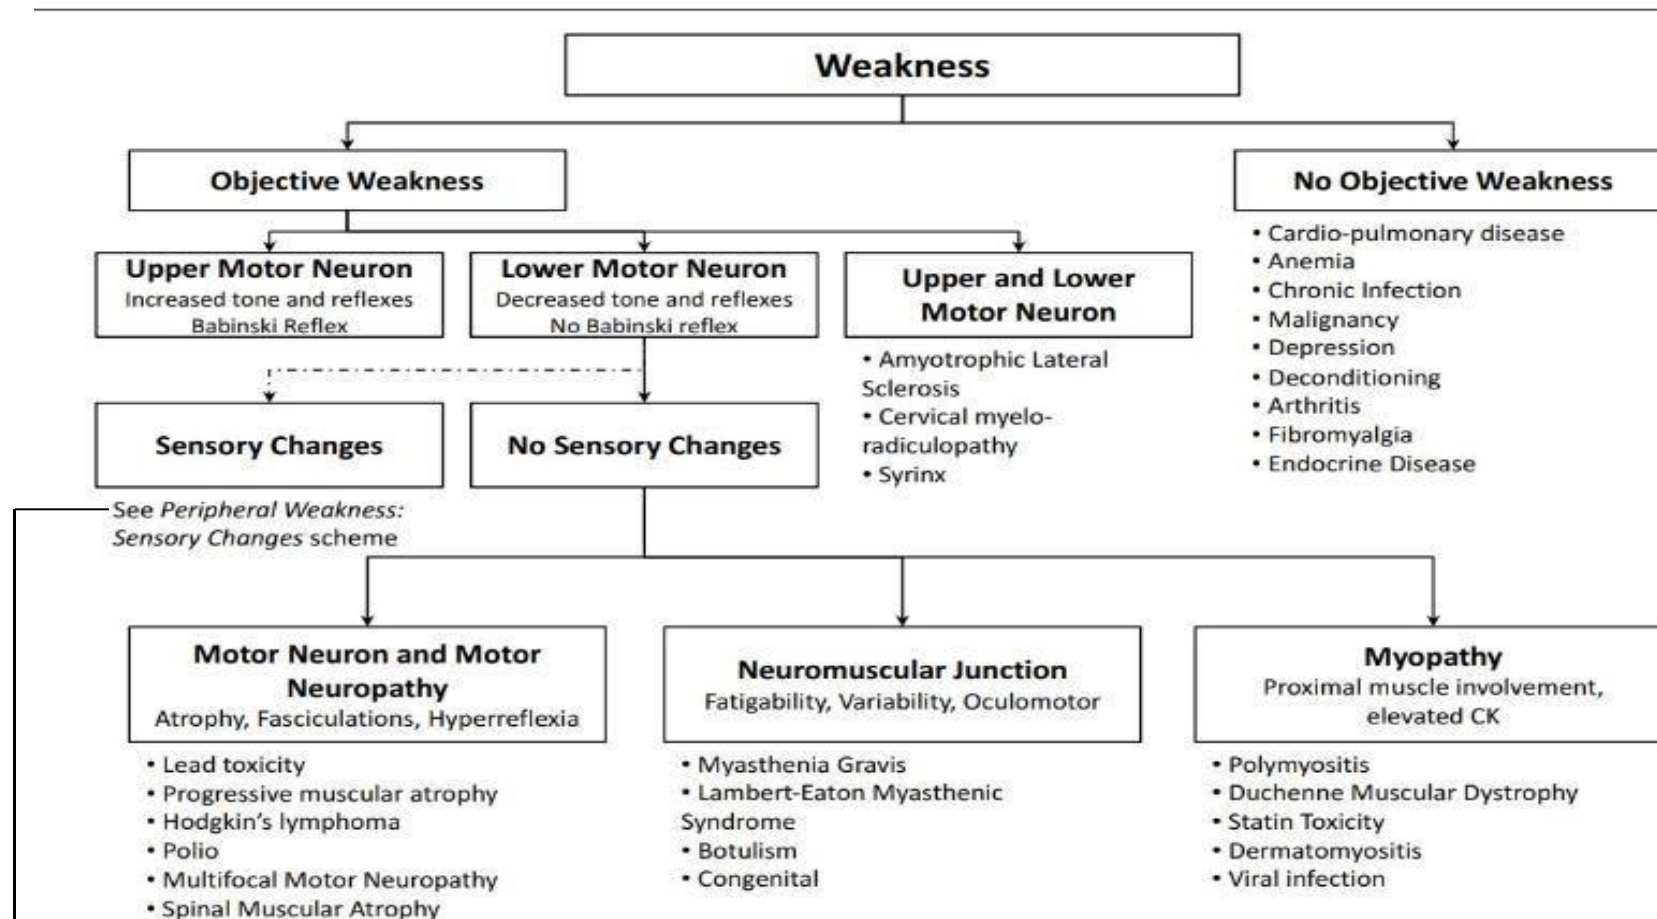 Weakness
Objective Weakness
No Objective Weakness
• Cardio-pulmonary disease
• Anemia
• Chronic Infection
• Malignancy
• Depression
• Deconditioning
• Arthritis
• Fibromyalgia
• Endocrine Disease
Upper Motor Neuron
Increased tone and reflexes
Babinski Reflex
Lower Motor Neuron
Decreased tone and reflexes
No Babinski reflex
Upper and Lower
Motor Neuron
• Amyotrophic Lateral
Sclerosis
• Cervical myelo-
radiculopathy
• Syrinx
Sensory Changes
See Peripheral Weakness:
Sensory Changes scheme
No Sensory Changes
Motor Neuron and Motor
Neuropathy
Atrophy, Fasciculations, Hyperreflexia
• Lead toxicity
• Progressive muscular atrophy
• Hodgkin's lymphoma
• Polio
• Multifocal Motor Neuropathy
• Spinal Muscular Atrophy
Neuromuscular Junction
Fatigability, Variability, Oculomotor
• Myasthenia Gravis
• Lambert-Eaton Myasthenic
Syndrome
• Botulism
• Congenital
Myopathy
Proximal muscle involvement,
elevated CK
• Polymyositis
• Duchenne Muscular Dystrophy
• Statin Toxicity
• Dermatomyositis
• Viral infection